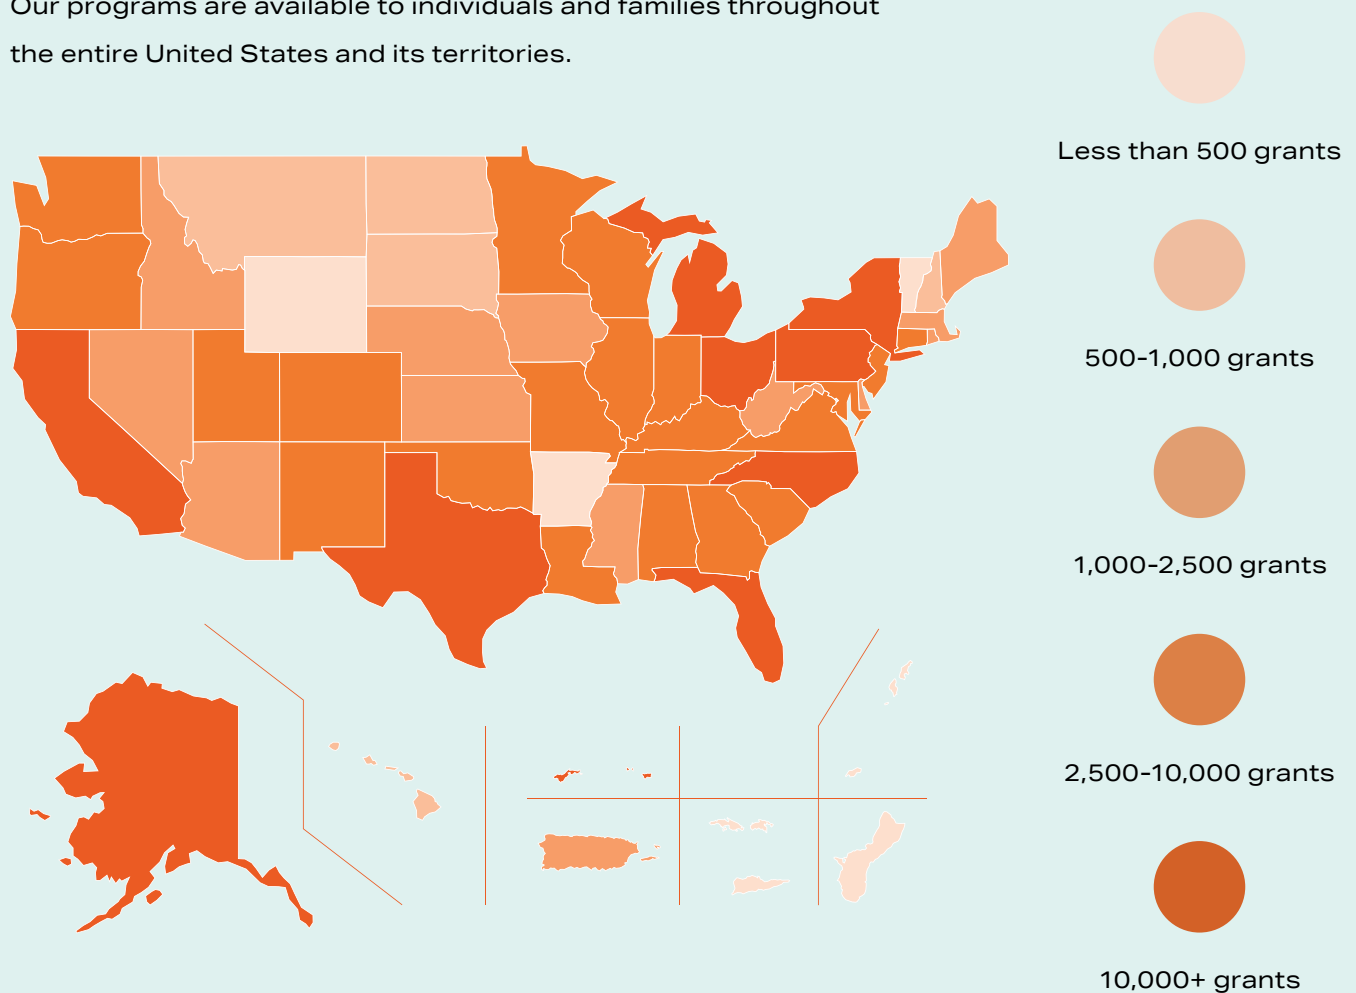 Our programs are available to individuals and families throughout
the entire United States and its territories.
Less than 500 grants
500-1,000 grants
1,000-2,500 grants
2,500-10,000 grants
10,000+ grants